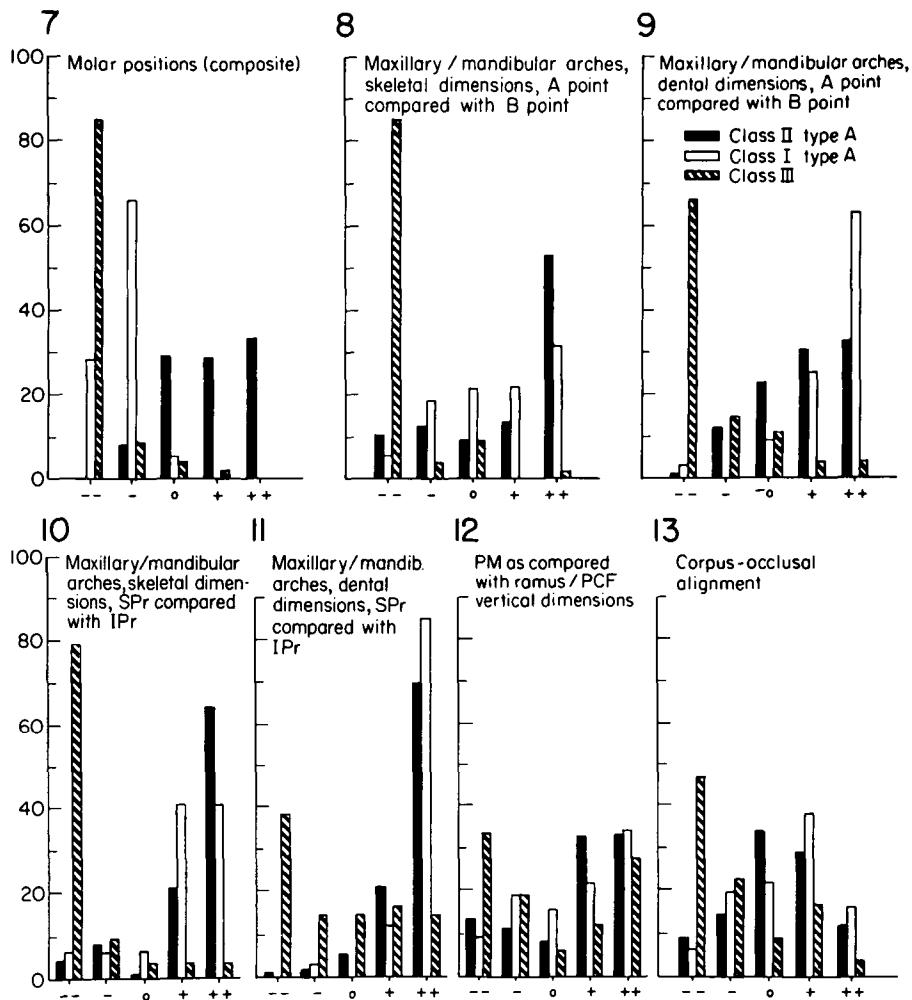 7
Molar positions (composite)
100
80
60
40
20
0
-- - o + ++
8
Maxillary / mandibular arches,
skeletal dimensions, A point
compared with B point
-- - o + ++
9
Maxillary / mandibular arches,
dental dimensions, A point
compared with B point
Class II type A
Class I type A
Class III
-- - -o + ++
10
Maxillary/mandibular
arches, skeletal dimen-
sions, SPr compared
with IPr
100
80
60
40
20
0
-- - o + ++
11
Maxillary / mandib.
arches, dental
dimensions, SPr
compared with
IPr
-- - o + ++
12
PM as compared
with ramus / PCF
vertical dimensions
-- - o + ++
13
Corpus-occlusal
alignment
-- - o + ++